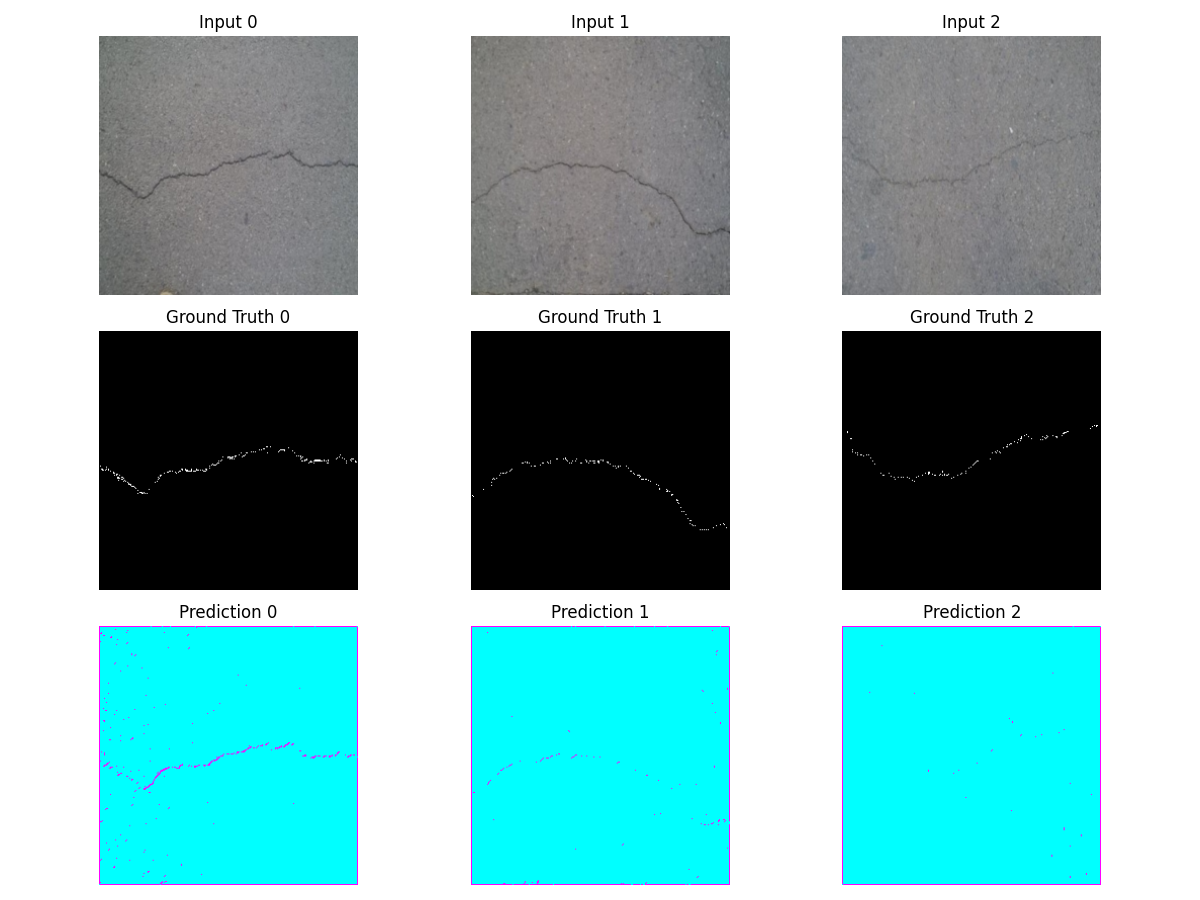 Input 0
Input 1
Input 2
Ground Truth 0
Ground Truth 1
Ground Truth 2
Prediction 0
Prediction 1
Prediction 2